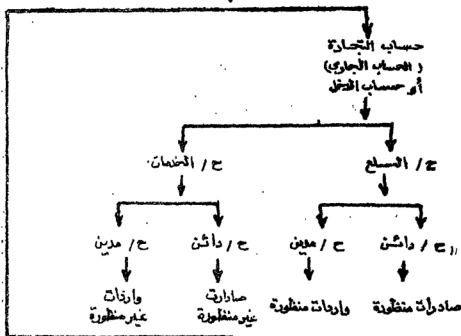 حساب التجارة
(الحساب الجاري)
أو حساب الدخل
ح / السلع
ح / الخدمات
ح / دائن
ح / مدين
ح / دائن
ح / مدين
صادرات منظورة
واردات منظورة
صادرات
غير منظورة
واردات
غير منظورة